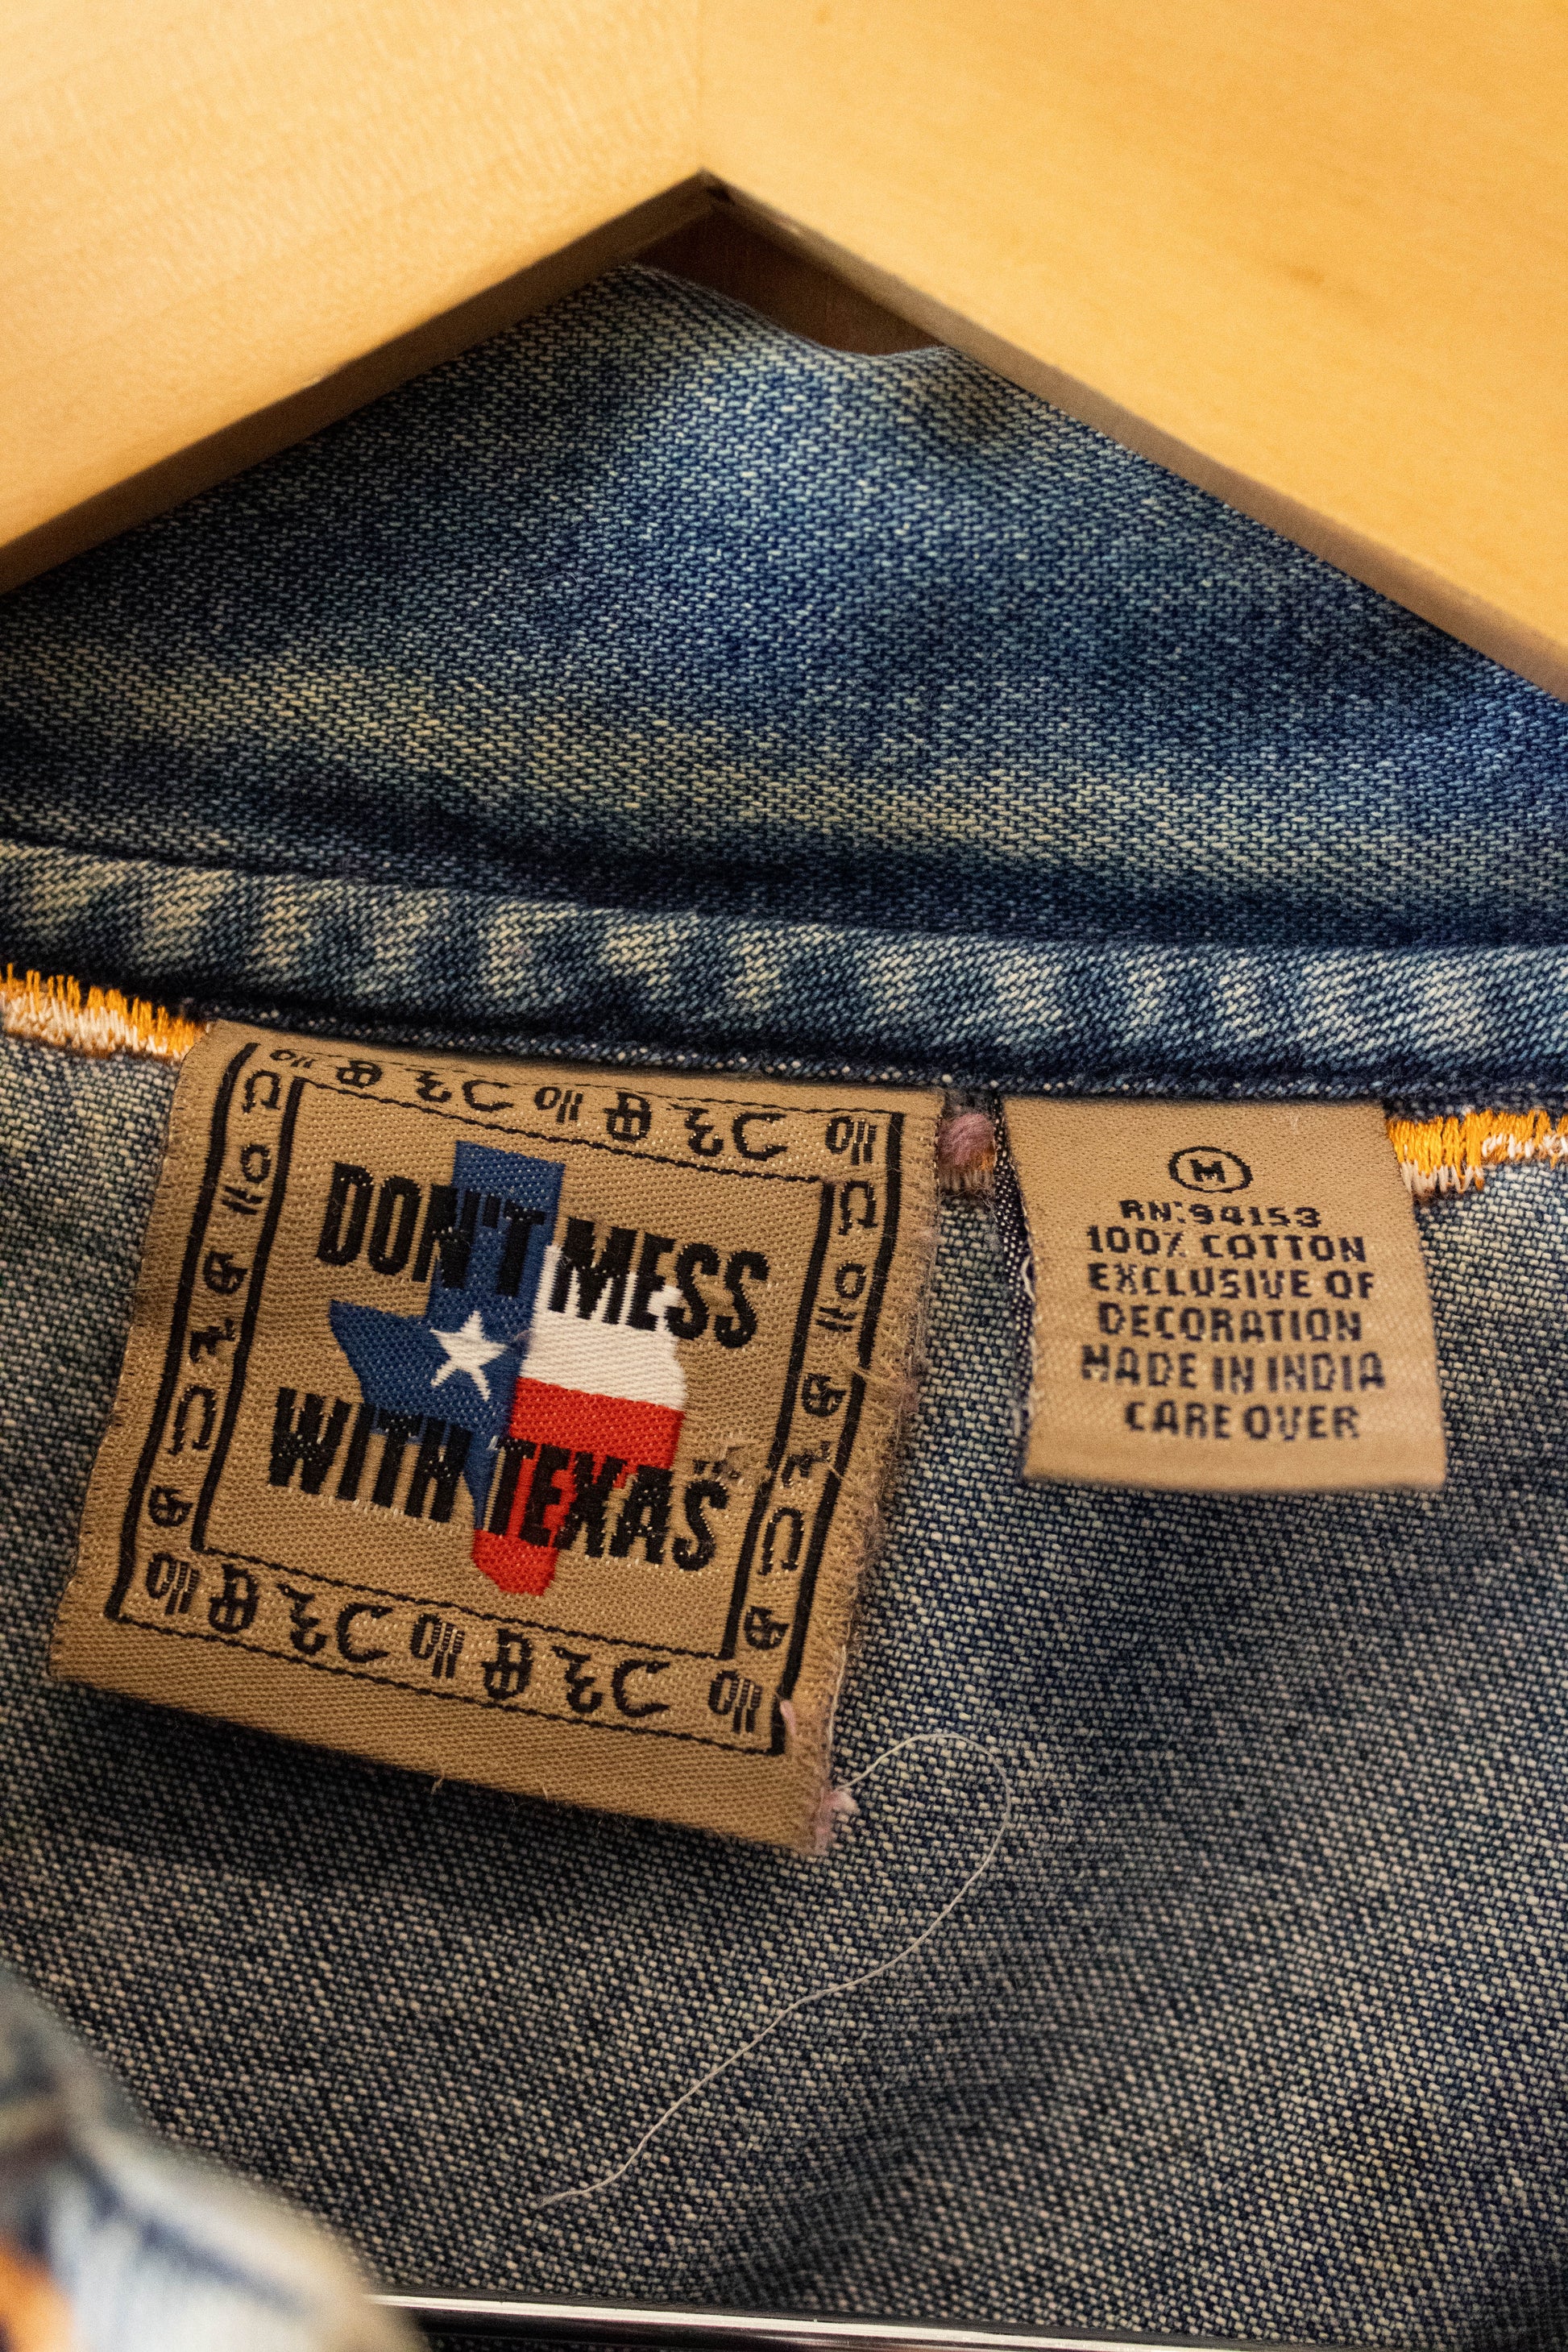 DON'T MESS
WITH TEXAS
M
RN:94153
100% COTTON
EXCLUSIVE OF
DECORATION
MADE IN INDIA
CARE OVER